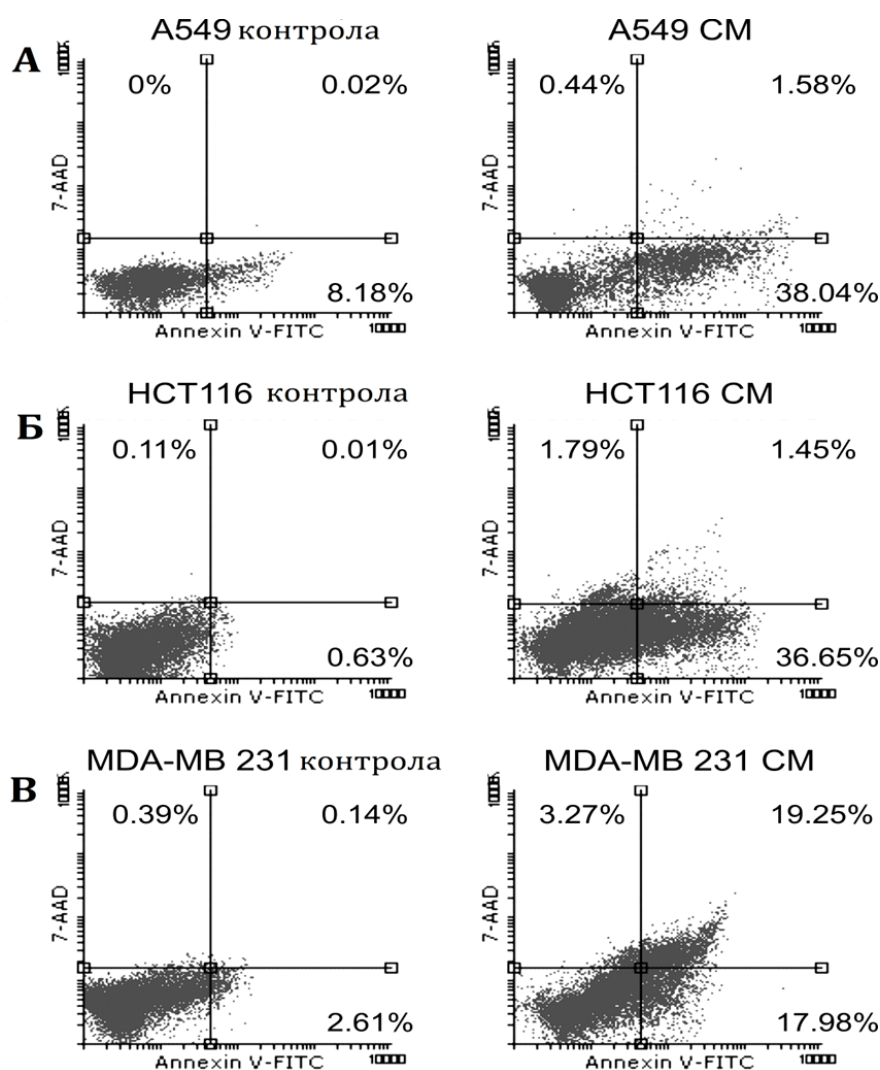 A549 контрола
A549 CM
А
0%
0.02%
0.44%
1.58%
7-AAD
7-AAD
8.18%
38.04%
Annexin V-FITC
Annexin V-FITC
HCT116 контрола
HCT116 CM
Б
0.11%
0.01%
1.79%
1.45%
7-AAD
7-AAD
0.63%
36.65%
Annexin V-FITC
Annexin V-FITC
MDA-MB 231 контрола
MDA-MB 231 CM
В
0.39%
0.14%
3.27%
19.25%
7-AAD
7-AAD
2.61%
17.98%
Annexin V-FITC
Annexin V-FITC